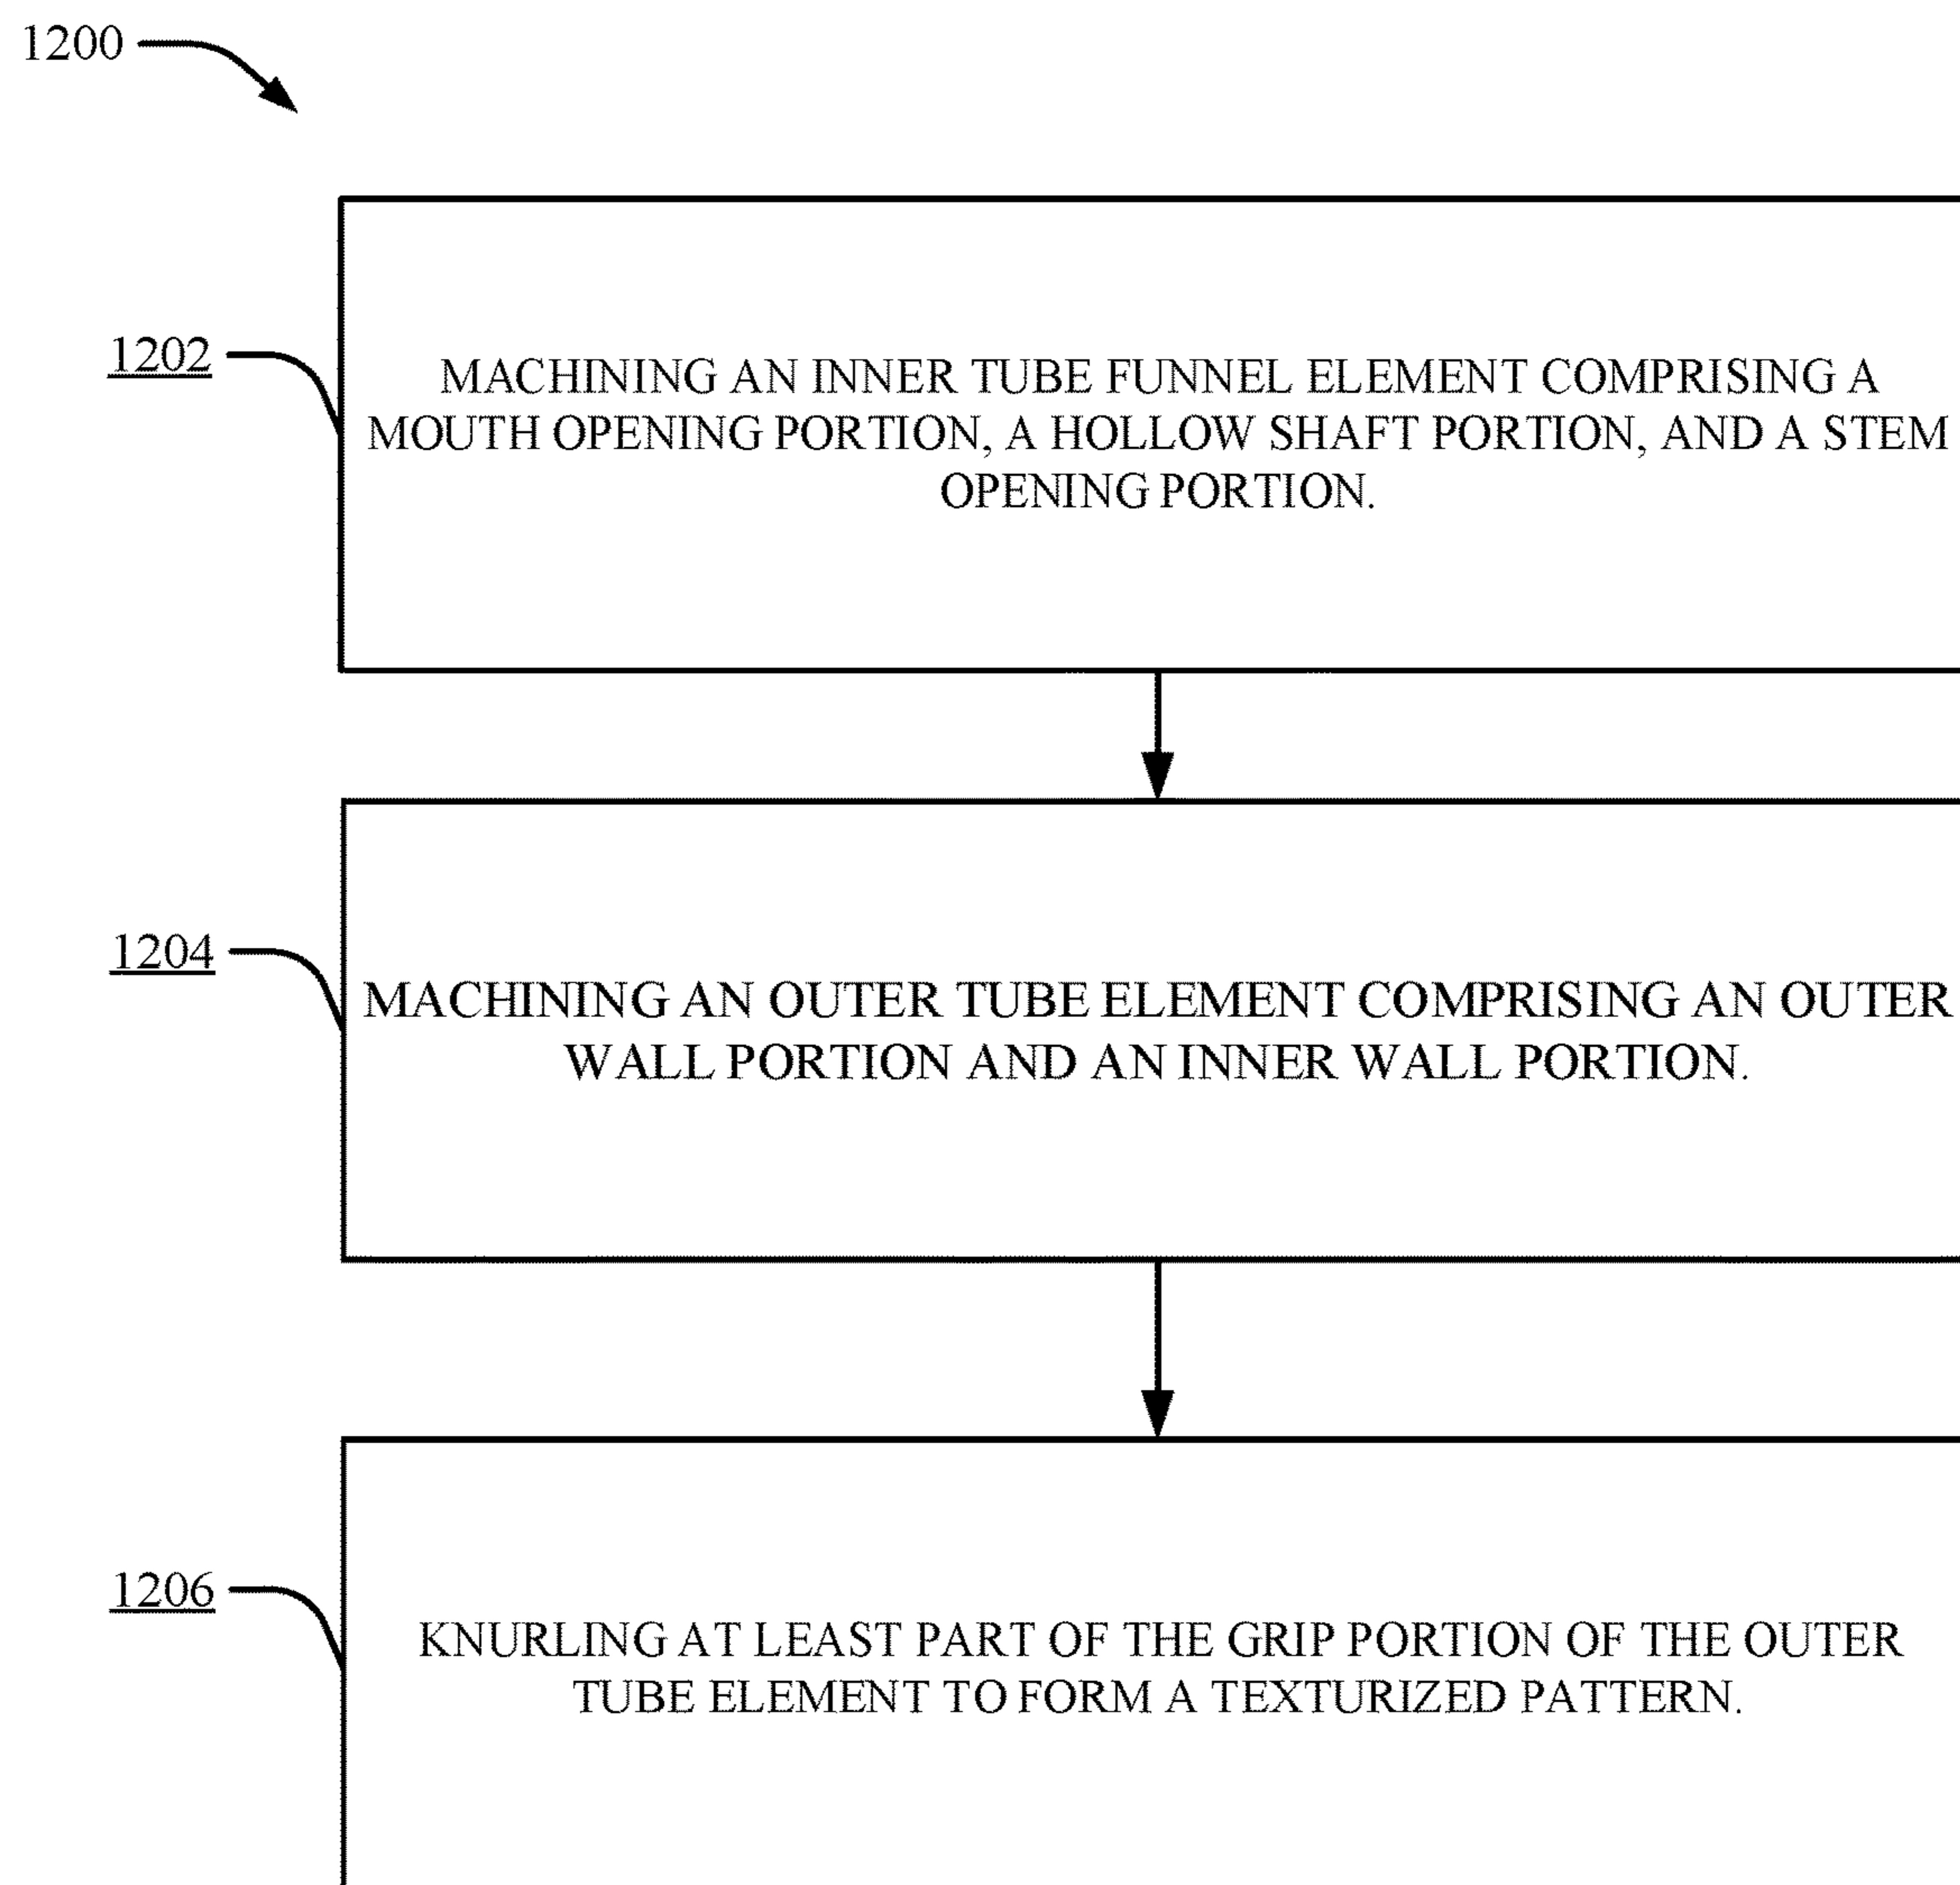 1200
1202
MACHINING AN INNER TUBE FUNNEL ELEMENT COMPRISING A
MOUTH OPENING PORTION, A HOLLOW SHAFT PORTION, AND A STEM
OPENING PORTION.
1204
MACHINING AN OUTER TUBE ELEMENT COMPRISING AN OUTER
WALL PORTION AND AN INNER WALL PORTION.
1206
KNURLING AT LEAST PART OF THE GRIP PORTION OF THE OUTER
TUBE ELEMENT TO FORM A TEXTURIZED PATTERN.